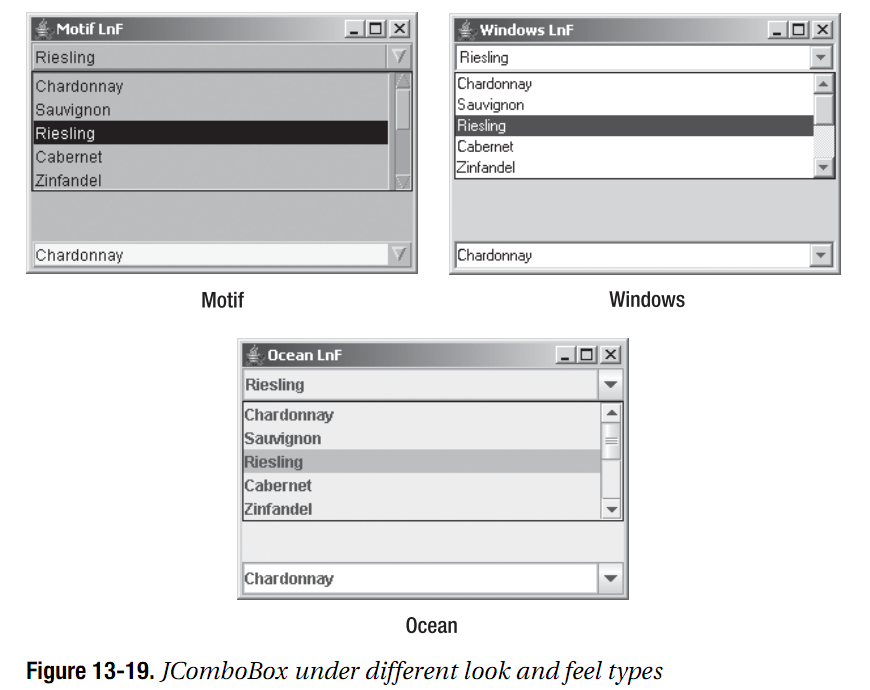 Motif LnF
Riesling
Chardonnay
Sauvignon
Riesling
Cabernet
Zinfandel
Chardonnay
Motif
Windows LnF
Riesling
Chardonnay
Sauvignon
Riesling
Cabernet
Zinfandel
Chardonnay
Windows
Ocean LnF
Riesling
Chardonnay
Sauvignon
Riesling
Cabernet
Zinfandel
Chardonnay
Ocean
Figure 13-19. JComboBox under different look and feel types